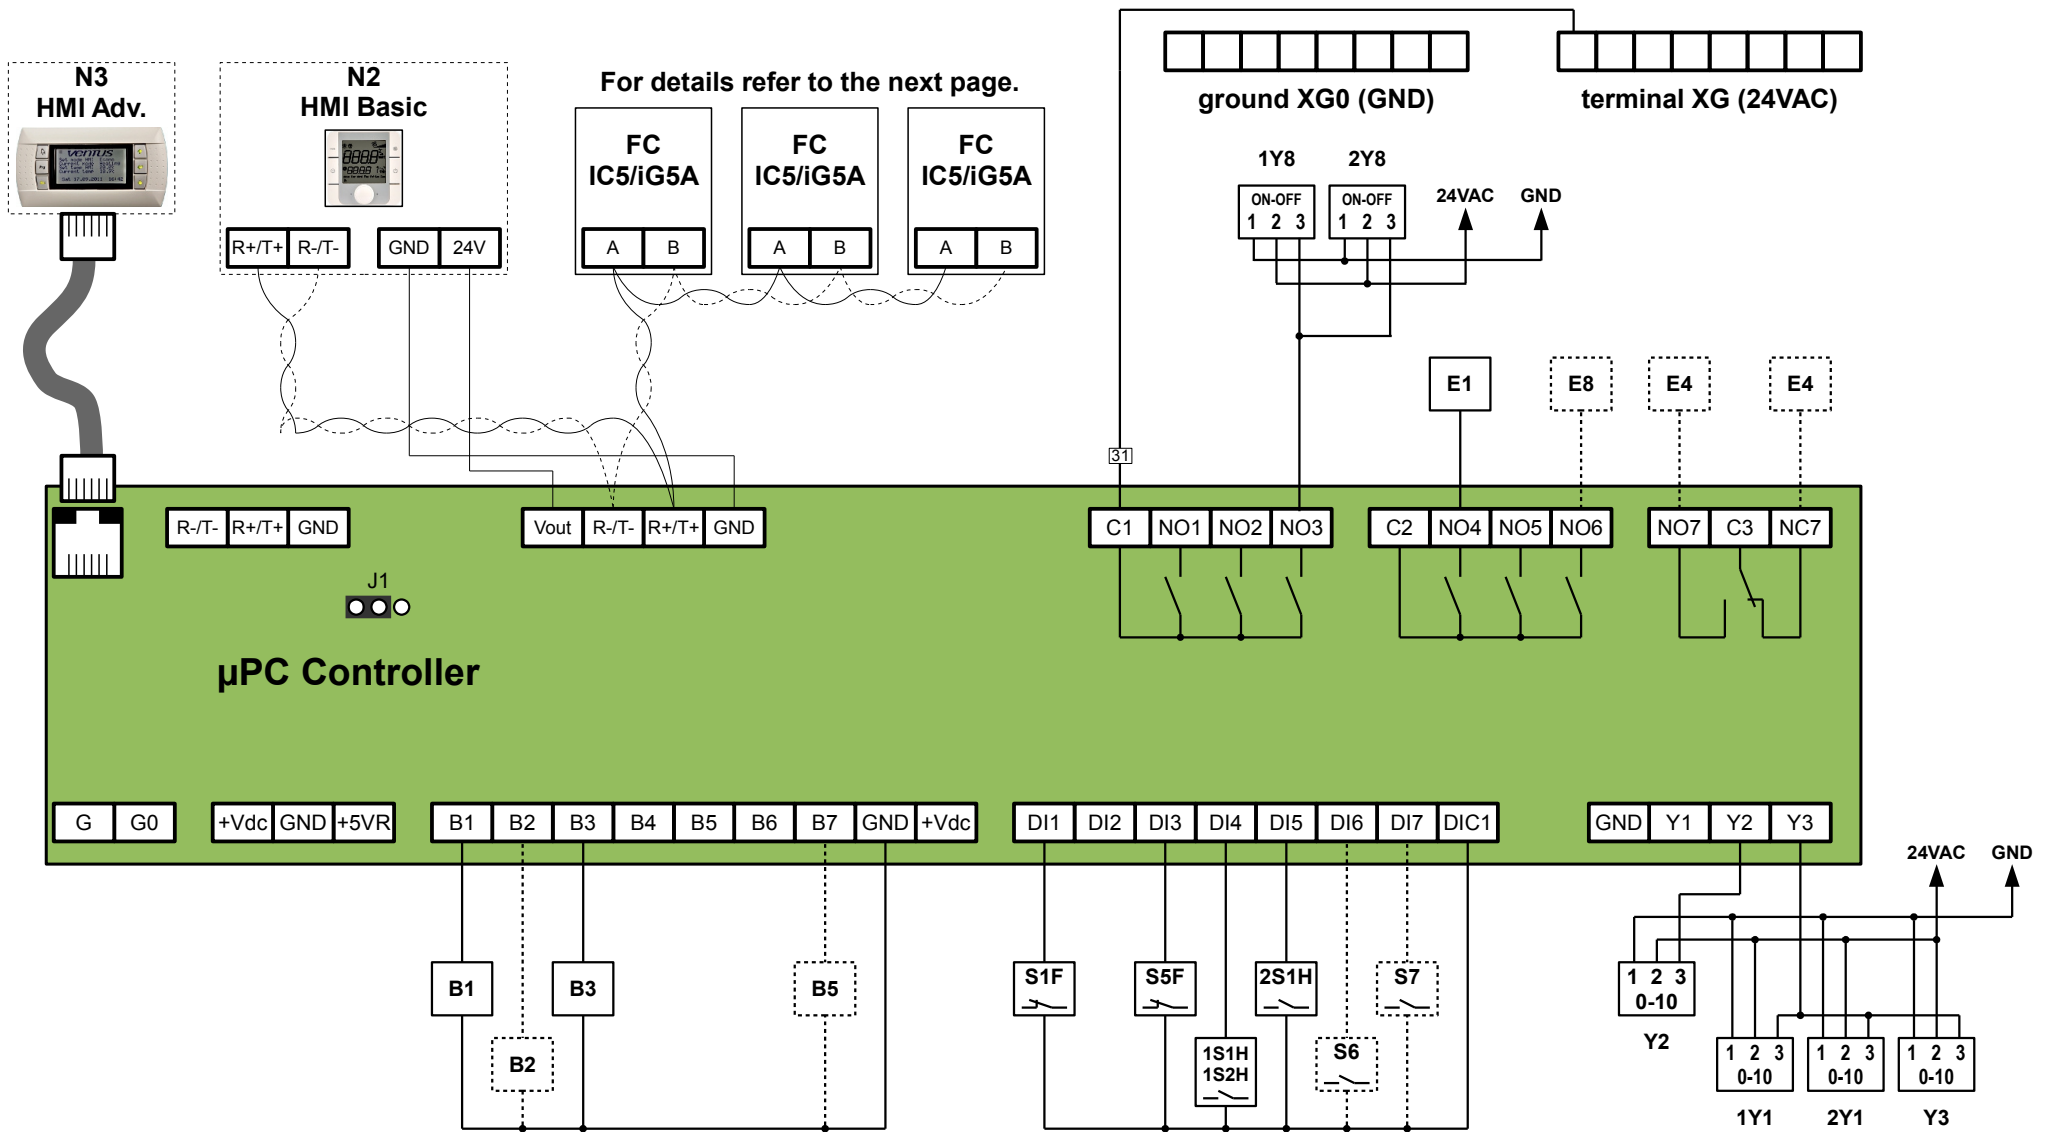 N3
HMI Adv.
N2
HMI Basic
For details refer to the next page.
FC
IC5/iG5A
FC
IC5/iG5A
FC
IC5/iG5A
ground XG0 (GND)
terminal XG (24VAC)
VENTUS
R+/T+ R-/T- GND 24V
A B A B A B
1Y8 2Y8
ON-OFF ON-OFF
1 2 3 1 2 3
24VAC GND
E1 E8 E4 E4
31
R-/T- R+/T+ GND
Vout R-/T- R+/T+ GND
C1 NO1 NO2 NO3
C2 NO4 NO5 NO6
NO7 C3 NC7
J1
µPC Controller
G G0
+Vdc GND +5VR
B1 B2 B3 B4 B5 B6 B7 GND +Vdc
DI1 DI2 DI3 DI4 DI5 DI6 DI7 DIC1
GND Y1 Y2 Y3
24VAC GND
B1 B3 B5
B2
S1F S5F 2S1H S7
1S1H
1S2H
S6
1 2 3
0-10
Y2
1 2 3 1 2 3 1 2 3
0-10 0-10 0-10
1Y1 2Y1 Y3